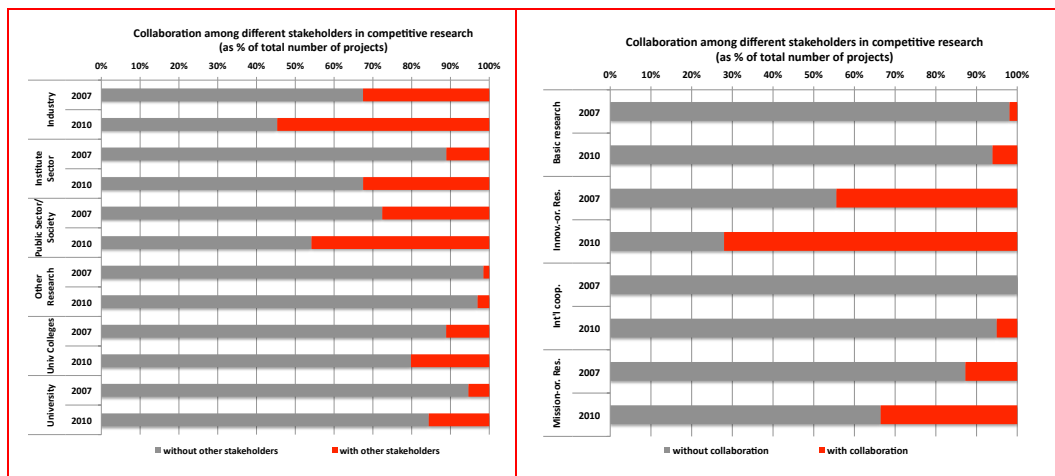 Collaboration among different stakeholders in competitive research
(as % of total number of projects)
0% 10% 20% 30% 40% 50% 60% 70% 80% 90% 100%
Industry
2007
2010
Institute
Sector
2007
2010
Public Sector/
Society
2007
2010
Other
Research
2007
2010
Univ Colleges
2007
2010
University
2007
2010
without other stakeholders with other stakeholders
Collaboration among different stakeholders in competitive research
(as % of total number of projects)
0% 10% 20% 30% 40% 50% 60% 70% 80% 90% 100%
Basic research
2007
2010
Innov.-or. Res.
2007
2010
Int'l coop.
2007
2010
Mission-or. Res.
2007
2010
without collaboration with collaboration